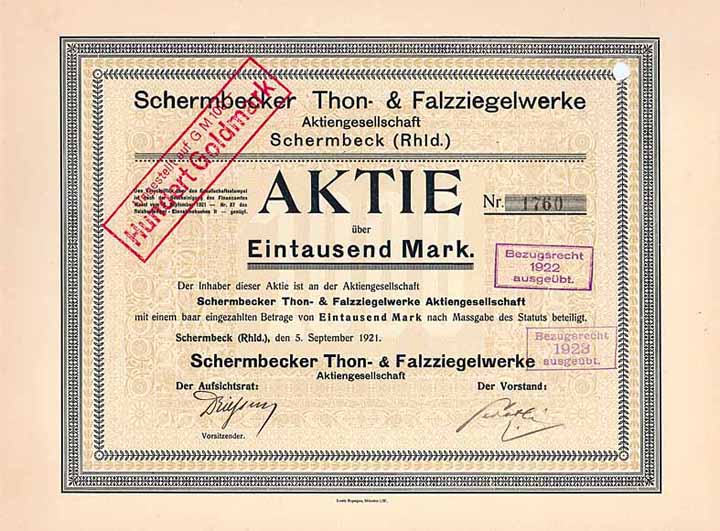 Schermbecker Thon- & Falzziegelwerke
Aktiengesellschaft
Schermbeck (Rhld.)
auf G M 100
Hundert Goldmark
AKTIE
Nr. 1760
über
Eintausend Mark.
Bezugsrecht
1922
ausgeübt.
Der Inhaber dieser Aktie ist an der Aktiengesellschaft
Schermbecker Thon- & Falzziegelwerke Aktiengesellschaft
mit einem baar eingezahlten Betrage von Eintausend Mark nach Massgabe des Statuts beteiligt.
Schermbeck (Rhld.), den 5. September 1921.
Bezugsrecht
1923
ausgeübt.
Schermbecker Thon- & Falzziegelwerke
Aktiengesellschaft
Der Aufsichtsrat:
Der Vorstand:
Vorsitzender.